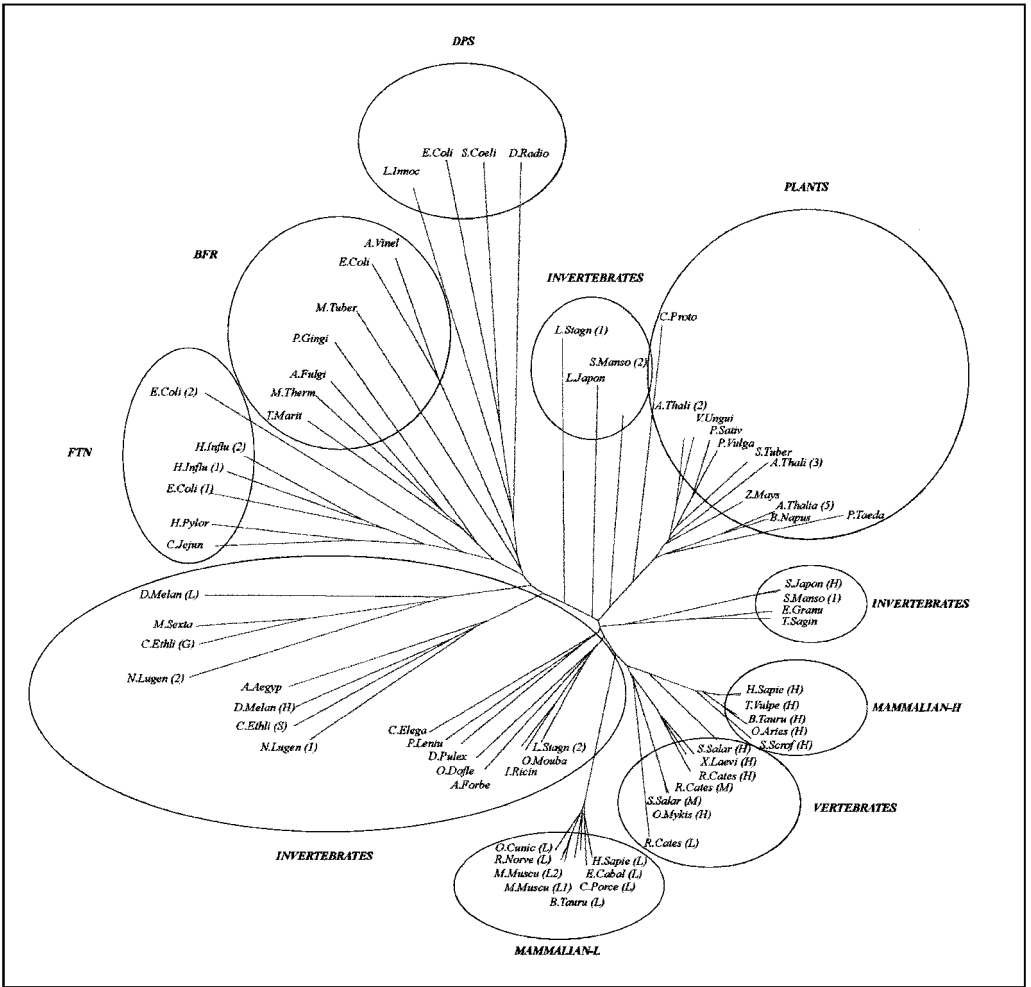 DPS
E.Coli
S.Coeli
D.Radio
L.Innoc
PLANTS
BFR
A.Vinel
E.Coli
M.Tuber
P.Gingi
A.Fulgi
M.Therm
T.Marit
INVERTEBRATES
L.Stagn (1)
S.Manso (2)
L.Japon
C.Proto
A.Thali (2)
V.Ungui
P.Sativ
P.Vulga
S.Tuber
A.Thali (3)
Z.Mays
A.Thalia (5)
B.Napus
P.Taeda
FTN
E.Coli (2)
H.Influ (2)
H.Influ (1)
E.Coli (1)
H.Pylor
C.Jejun
D.Melan (L)
M.Sexta
C.Ethli (G)
N.Lugen (2)
A.Aegyp
D.Melan (H)
C.Ethli (S)
N.Lugen (1)
C.Elega
P.Leniu
D.Pulex
O.Dofle
A.Forbe
L.Stagn (2)
O.Mouba
I.Ricin
INVERTEBRATES
S.Japon (H)
S.Manso (1)
E.Granu
T.Sagin
INVERTEBRATES
H.Sapie (H)
T.Vulpe (H)
B.Tauru (H)
O.Aries (H)
S.Scrof (H)
MAMMALIAN-H
S.Salar (H)
X.Laevi (H)
R.Cates (H)
R.Cates (M)
S.Salar (M)
O.Mykis (H)
R.Cates (L)
VERTEBRATES
O.Cunic (L)
R.Norve (L)
M.Muscu (L2)
M.Muscu (L1)
H.Sapie (L)
E.Cabal (L)
C.Porce (L)
B.Tauru (L)
MAMMALIAN-L